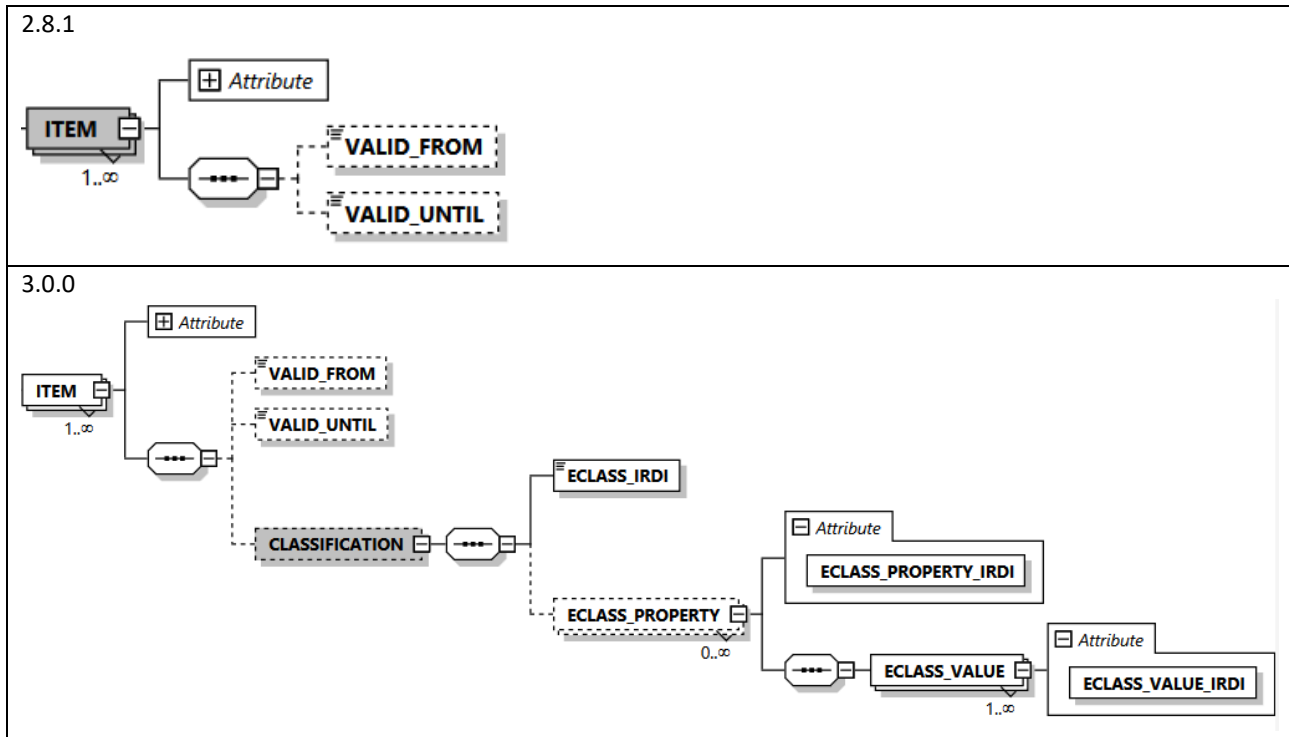 2.8.1
Attribute
ITEM
1..∞
VALID_FROM
VALID_UNTIL
3.0.0
Attribute
VALID_FROM
ITEM
1..∞
VALID_UNTIL
ECLASS_IRDI
CLASSIFICATION
Attribute
ECLASS_PROPERTY_IRDI
ECLASS_PROPERTY
0..∞
Attribute
ECLASS_VALUE
ECLASS_VALUE_IRDI
1..∞